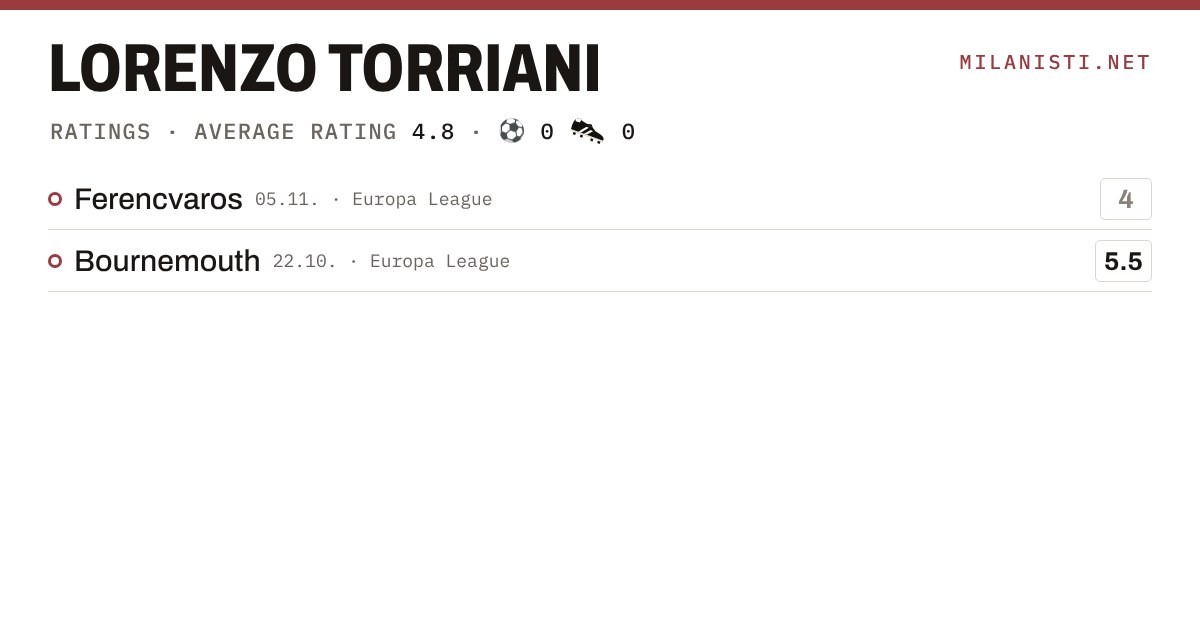 LORENZO TORRIANI
MILANISTI.NET
RATINGS · AVERAGE RATING 4.8 · ⚽ 0 0
Ferencvaros 05.11. · Europa League 4
Bournemouth 22.10. · Europa League 5.5